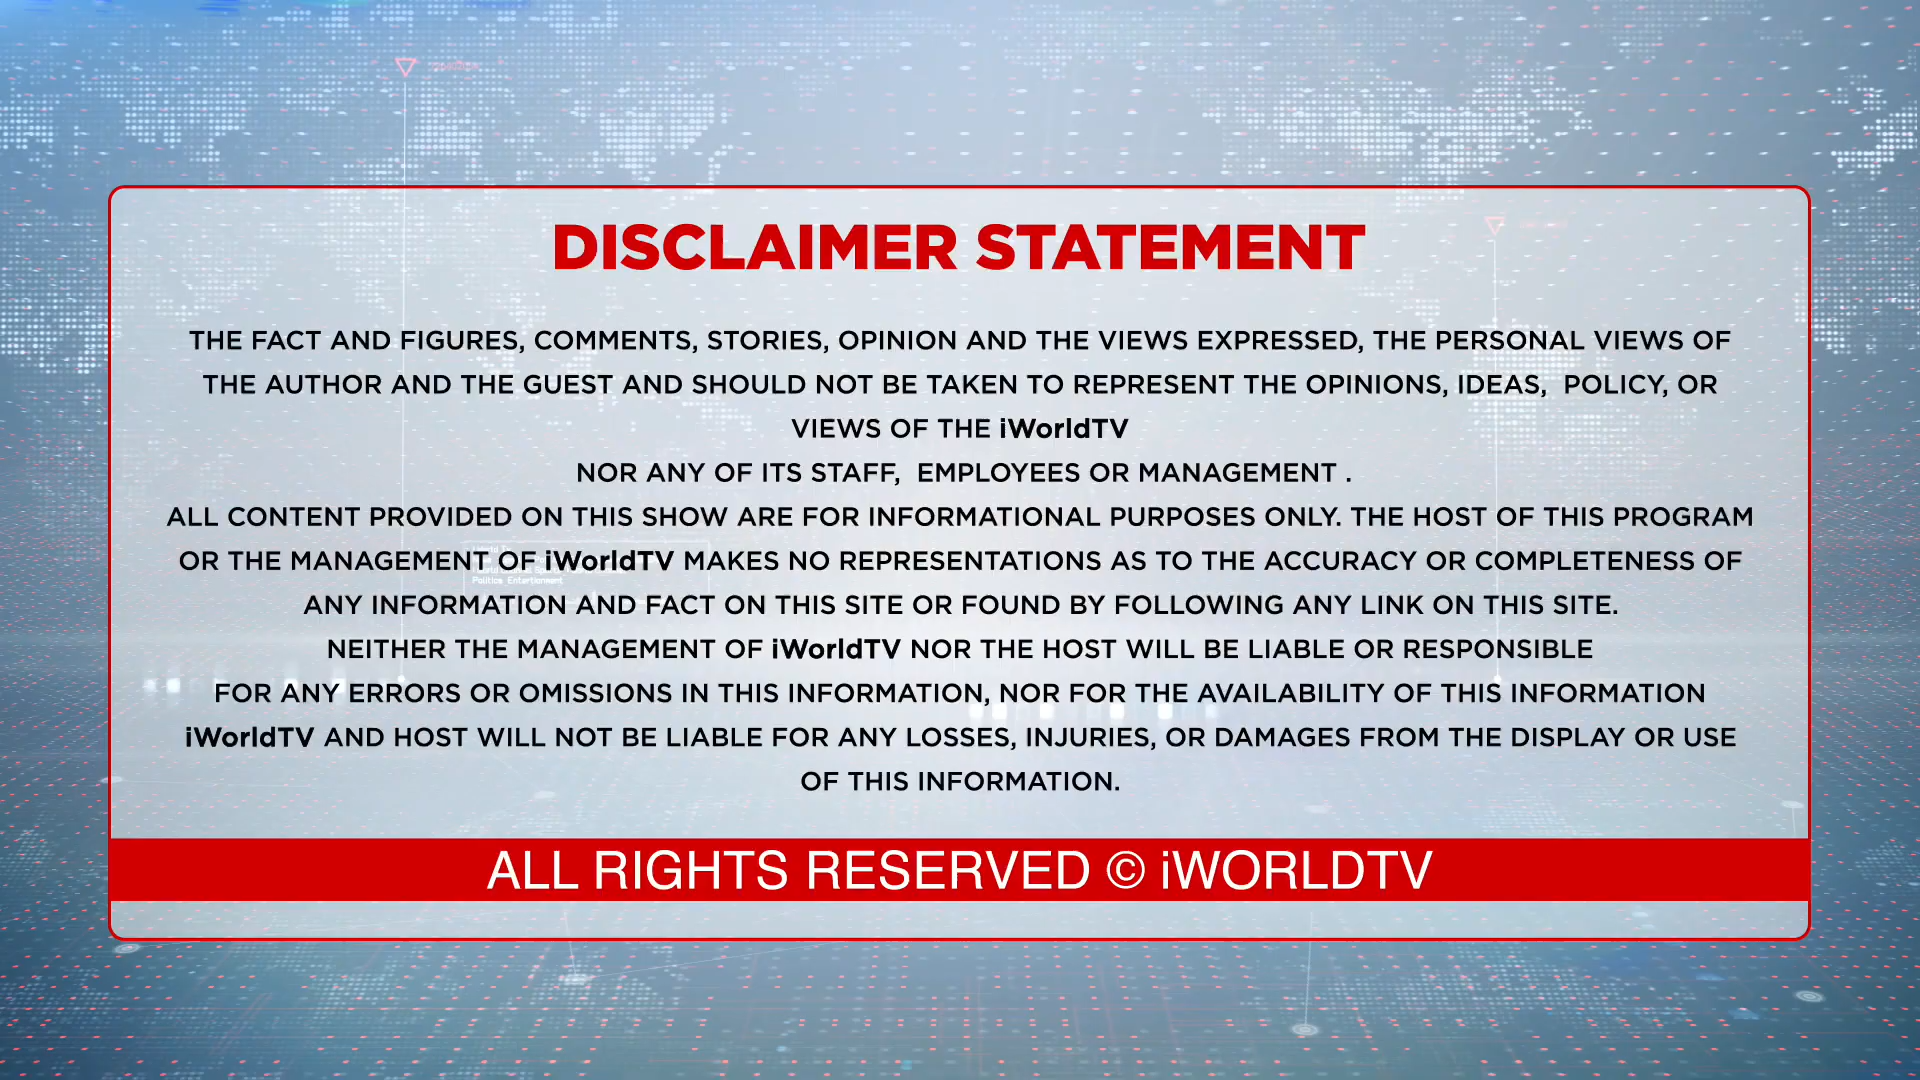 DISCLAIMER STATEMENT
THE FACT AND FIGURES, COMMENTS, STORIES, OPINION AND THE VIEWS EXPRESSED, THE PERSONAL VIEWS OF
THE AUTHOR AND THE GUEST AND SHOULD NOT BE TAKEN TO REPRESENT THE OPINIONS, IDEAS, POLICY, OR
VIEWS OF THE iWorldTV
NOR ANY OF ITS STAFF, EMPLOYEES OR MANAGEMENT .
ALL CONTENT PROVIDED ON THIS SHOW ARE FOR INFORMATIONAL PURPOSES ONLY. THE HOST OF THIS PROGRAM
OR THE MANAGEMENT OF iWorldTV MAKES NO REPRESENTATIONS AS TO THE ACCURACY OR COMPLETENESS OF
ANY INFORMATION AND FACT ON THIS SITE OR FOUND BY FOLLOWING ANY LINK ON THIS SITE.
NEITHER THE MANAGEMENT OF iWorldTV NOR THE HOST WILL BE LIABLE OR RESPONSIBLE
FOR ANY ERRORS OR OMISSIONS IN THIS INFORMATION, NOR FOR THE AVAILABILITY OF THIS INFORMATION
iWorldTV AND HOST WILL NOT BE LIABLE FOR ANY LOSSES, INJURIES, OR DAMAGES FROM THE DISPLAY OR USE
OF THIS INFORMATION.
ALL RIGHTS RESERVED © iWORLDTV